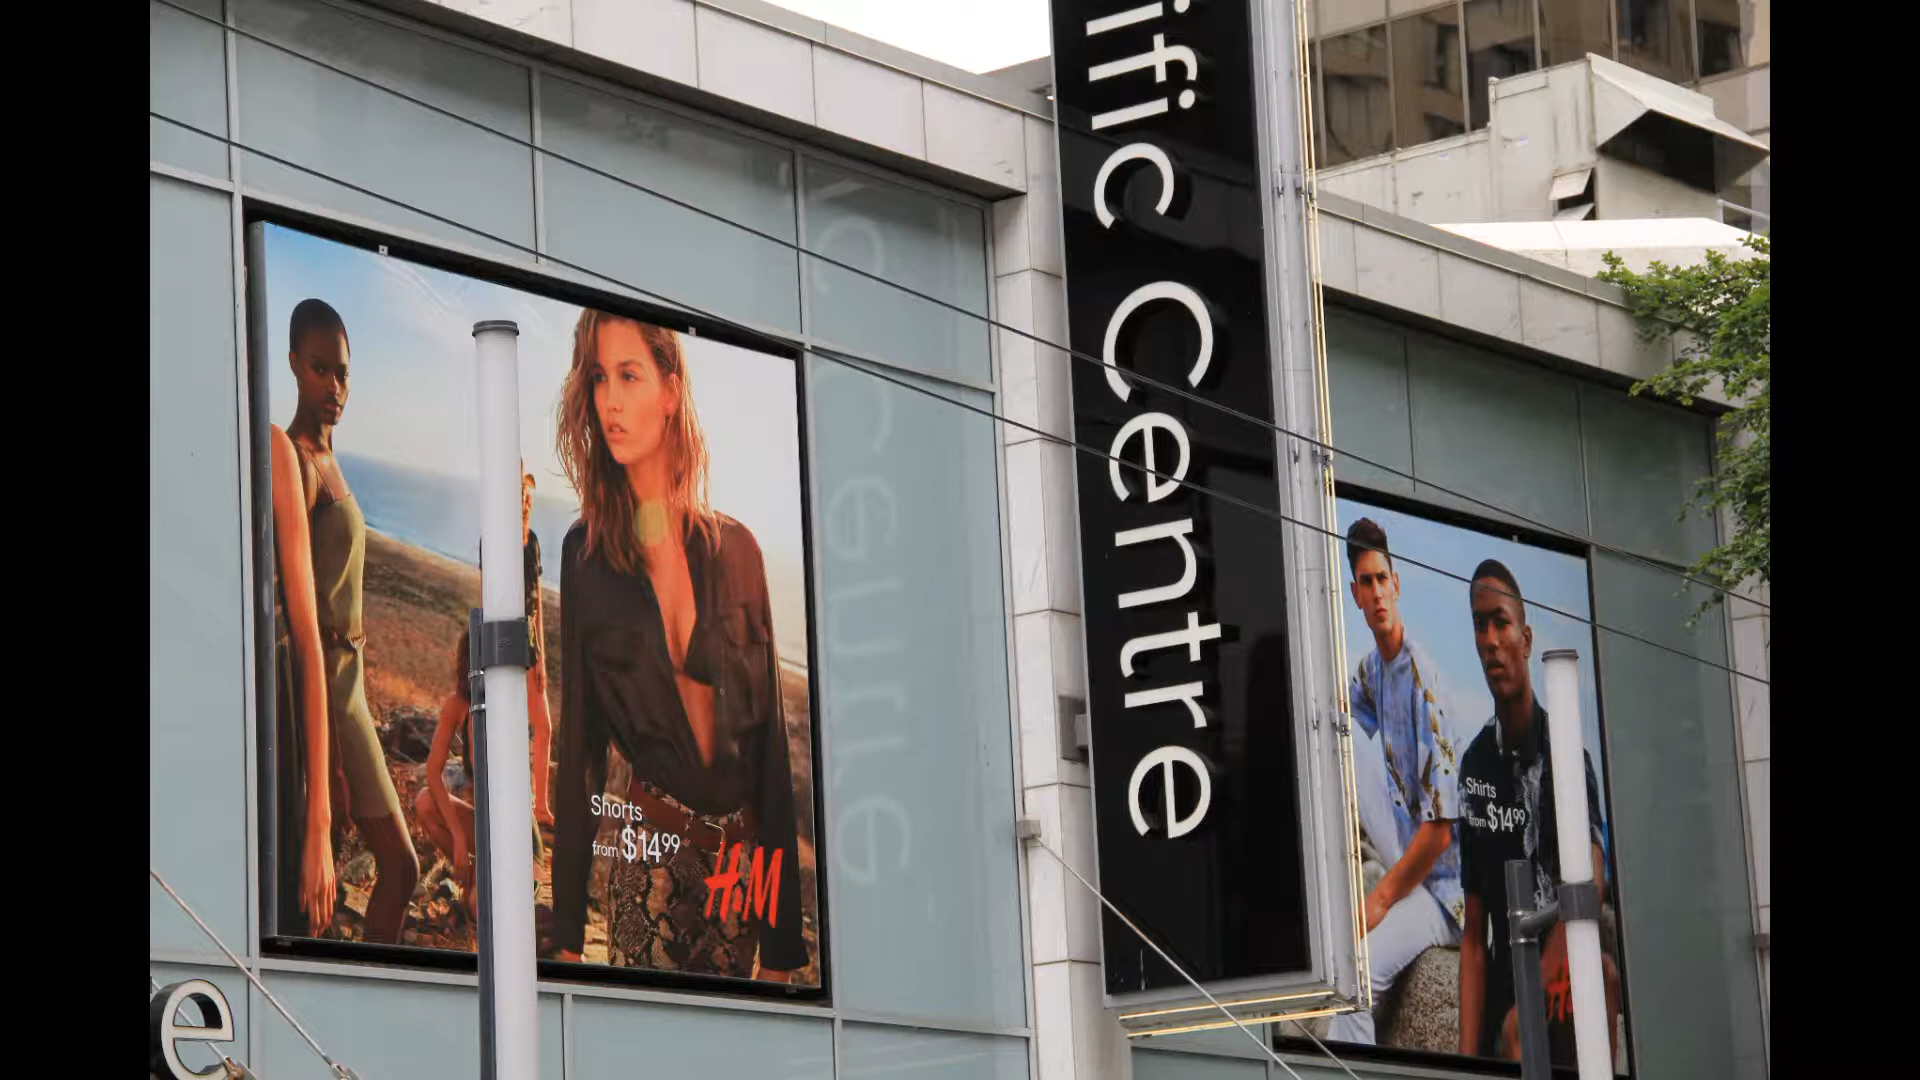 ific Centre
Shorts
from $14.99
H&M
Shirts
from $14.99
H&M
e